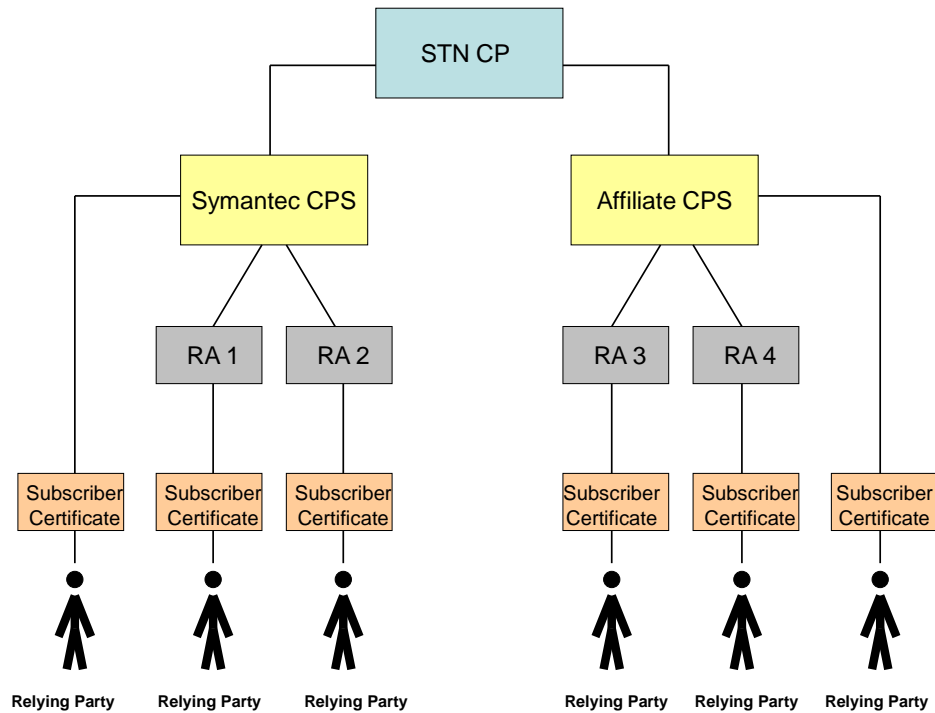 STN CP
Symantec CPS
Affiliate CPS
RA 1
RA 2
RA 3
RA 4
Subscriber
Certificate
Subscriber
Certificate
Subscriber
Certificate
Subscriber
Certificate
Subscriber
Certificate
Subscriber
Certificate
Relying Party
Relying Party
Relying Party
Relying Party
Relying Party
Relying Party